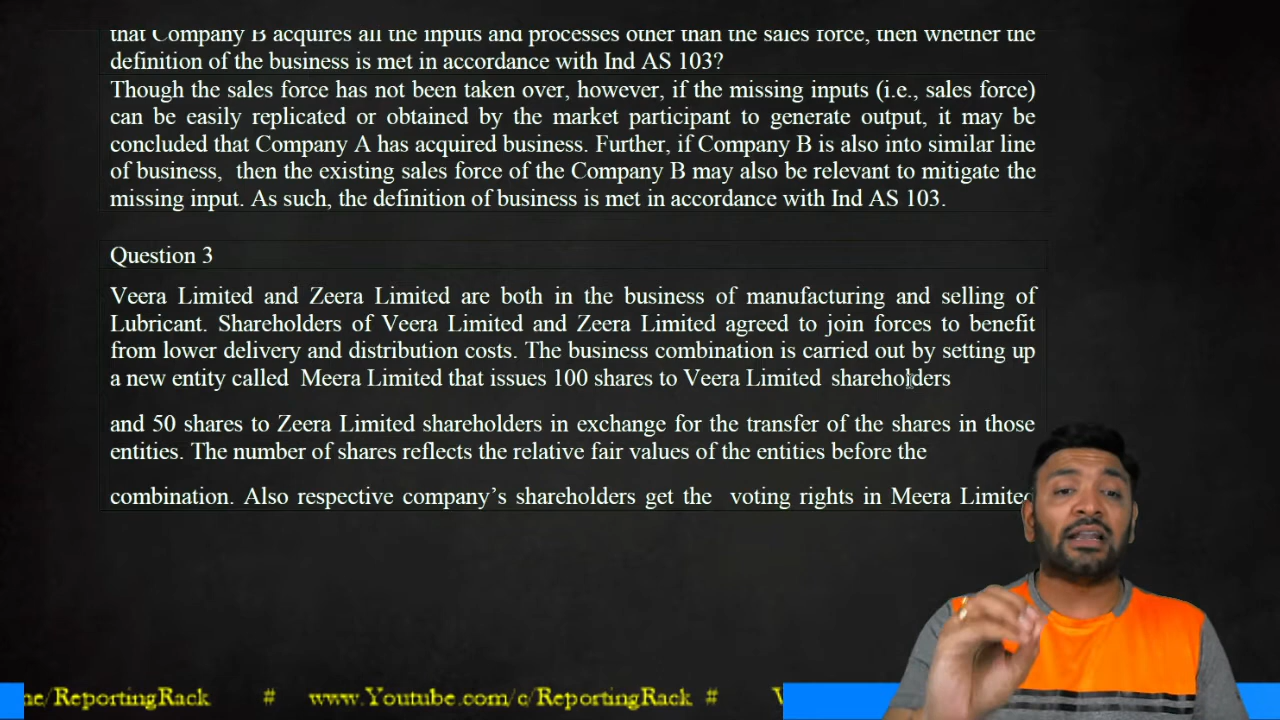 that Company B acquires all the inputs and processes other than the sales force, then whether the
definition of the business is met in accordance with Ind AS 103?
Though the sales force has not been taken over, however, if the missing inputs (i.e., sales force)
can be easily replicated or obtained by the market participant to generate output, it may be
concluded that Company A has acquired business. Further, if Company B is also into similar line
of business, then the existing sales force of the Company B may also be relevant to mitigate the
missing input. As such, the definition of business is met in accordance with Ind AS 103.
Question 3
Veera Limited and Zeera Limited are both in the business of manufacturing and selling of
Lubricant. Shareholders of Veera Limited and Zeera Limited agreed to join forces to benefit
from lower delivery and distribution costs. The business combination is carried out by setting up
a new entity called Meera Limited that issues 100 shares to Veera Limited shareholders
and 50 shares to Zeera Limited shareholders in exchange for the transfer of the shares in those
entities. The number of shares reflects the relative fair values of the entities before the
combination. Also respective company's shareholders get the voting rights in Meera Limited
ne/ReportingRack # www.Youtube.com/c/ReportingRack #